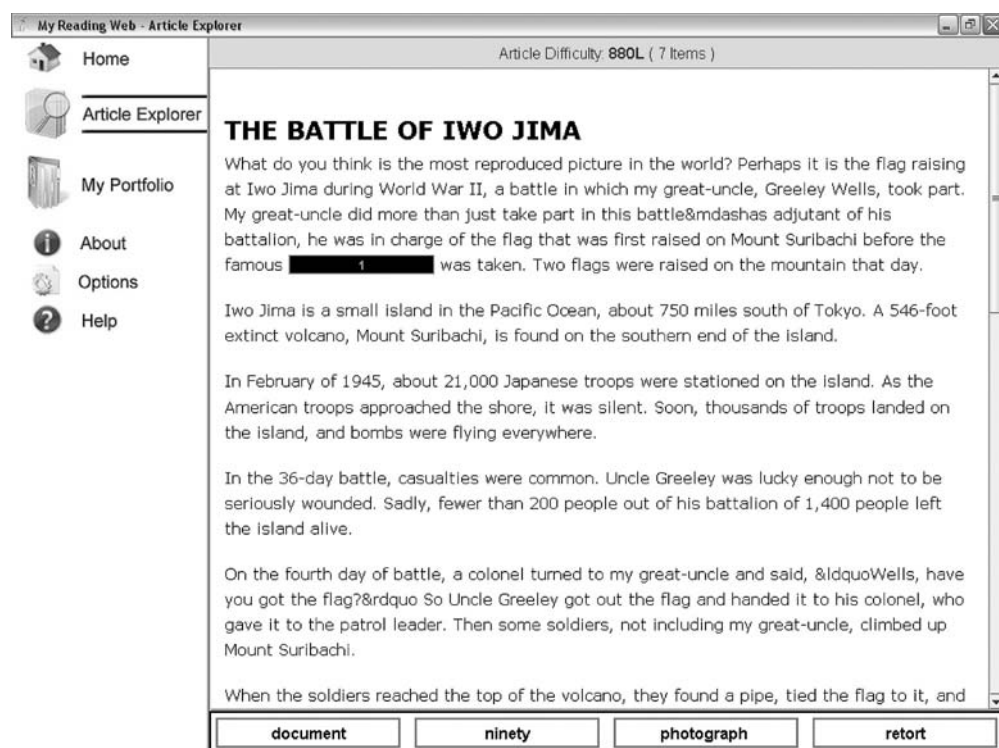 My Reading Web - Article Explorer
Home
Article Explorer
My Portfolio
About
Options
Help
Article Difficulty: 880L ( 7 Items )
THE BATTLE OF IWO JIMA
What do you think is the most reproduced picture in the world? Perhaps it is the flag raising
at Iwo Jima during World War II, a battle in which my great-uncle, Greeley Wells, took part.
My great-uncle did more than just take part in this battle&mdashas adjutant of his
battalion, he was in charge of the flag that was first raised on Mount Suribachi before the
famous 1 was taken. Two flags were raised on the mountain that day.
Iwo Jima is a small island in the Pacific Ocean, about 750 miles south of Tokyo. A 546-foot
extinct volcano, Mount Suribachi, is found on the southern end of the island.
In February of 1945, about 21,000 Japanese troops were stationed on the island. As the
American troops approached the shore, it was silent. Soon, thousands of troops landed on
the island, and bombs were flying everywhere.
In the 36-day battle, casualties were common. Uncle Greeley was lucky enough not to be
seriously wounded. Sadly, fewer than 200 people out of his battalion of 1,400 people left
the island alive.
On the fourth day of battle, a colonel turned to my great-uncle and said, &ldquoWells, have
you got the flag?&rdquo So Uncle Greeley got out the flag and handed it to his colonel, who
gave it to the patrol leader. Then some soldiers, not including my great-uncle, climbed up
Mount Suribachi.
When the soldiers reached the top of the volcano, they found a pipe, tied the flag to it, and
document
ninety
photograph
retort